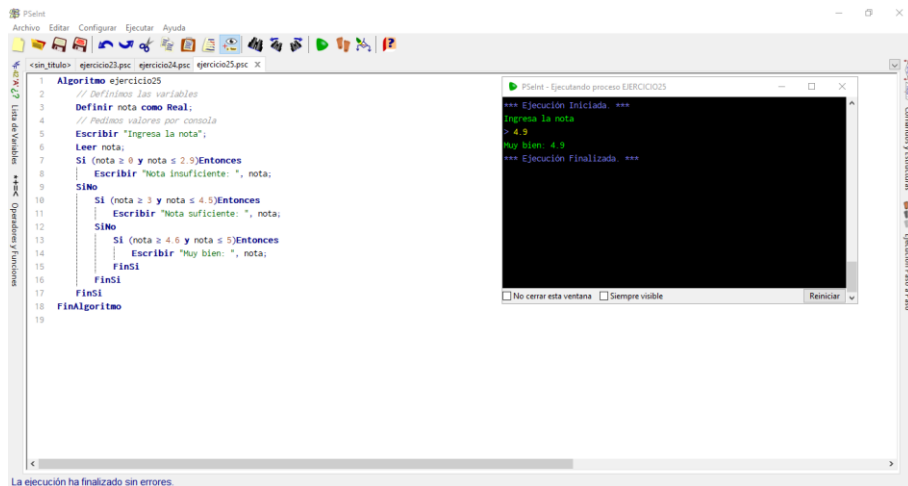 PSeInt
Archivo Editar Configurar Ejecutar Ayuda
<sin_titulo> ejercicio23.psc ejercicio24.psc ejercicio25.psc X
Lista de Variables
Operadores y Funciones
1 Algoritmo ejercicio25
2 // Definimos las variables
3 Definir nota como Real;
4 // Pedimos valores por consola
5 Escribir "Ingresa la nota";
6 Leer nota;
7 Si (nota ≥ 0 y nota ≤ 2.9)Entonces
8 Escribir "Nota insuficiente: ", nota;
9 SiNo
10 Si (nota ≥ 3 y nota ≤ 4.5)Entonces
11 Escribir "Nota suficiente: ", nota;
12 SiNo
13 Si (nota ≥ 4.6 y nota ≤ 5)Entonces
14 Escribir "Muy bien: ", nota;
15 FinSi
16 FinSi
17 FinSi
18 FinAlgoritmo
19
PSeInt - Ejecutando proceso EJERCICIO25
*** Ejecución Iniciada. ***
Ingresa la nota
> 4.9
Muy bien: 4.9
*** Ejecución Finalizada. ***
No cerrar esta ventana Siempre visible Reiniciar
La ejecución ha finalizado sin errores.